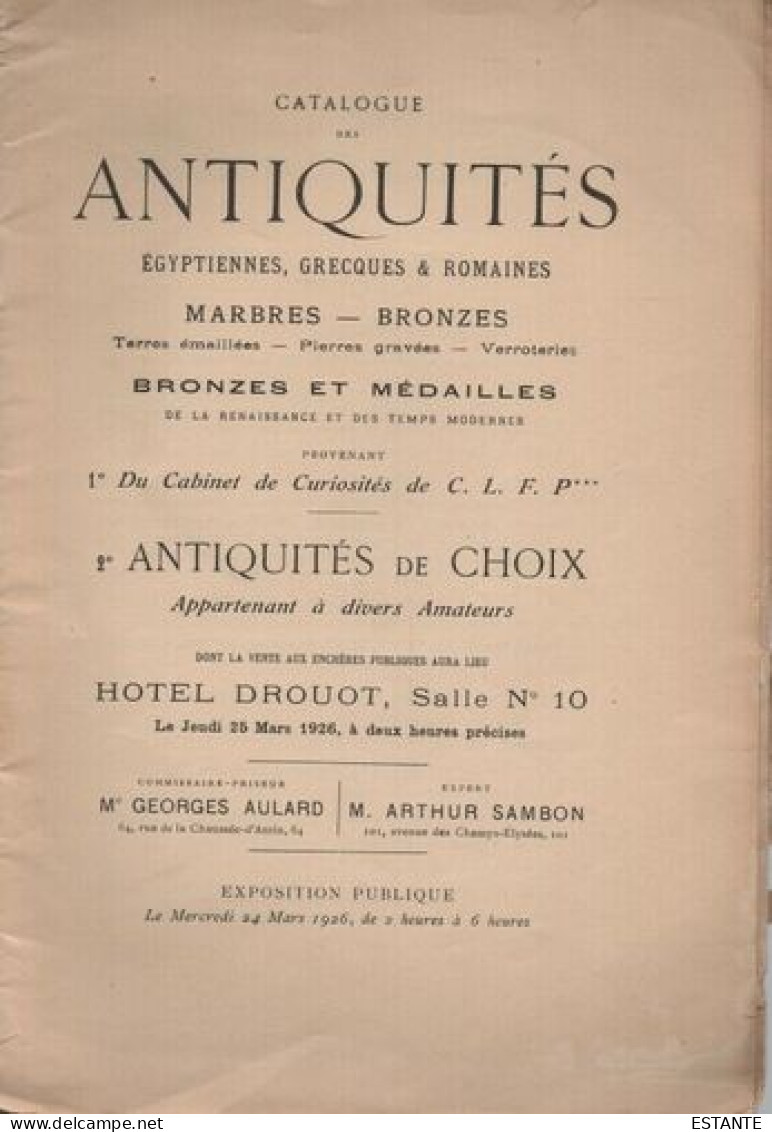 CATALOGUE
DES
ANTIQUITÉS
ÉGYPTIENNES, GRECQUES & ROMAINES
MARBRES — BRONZES
Terres émaillées — Pierres gravées — Verroteries
BRONZES ET MÉDAILLES
DE LA RENAISSANCE ET DES TEMPS MODERNES
PROVENANT
1° Du Cabinet de Curiosités de C. L. F. P***
2° ANTIQUITÉS DE CHOIX
Appartenant à divers Amateurs
DONT LA VENTE AUX ENCHÈRES PUBLIQUES AURA LIEU
HOTEL DROUOT, Salle N° 10
Le Jeudi 25 Mars 1926, à deux heures précises
COMMISSAIRE-PRISEUR
Me GEORGES AULARD
64, rue de la Chaussée-d'Antin, 64
EXPERT
M. ARTHUR SAMBON
101, avenue des Champs-Elysées, 101
EXPOSITION PUBLIQUE
Le Mercredi 24 Mars 1926, de 2 heures à 6 heures
delcampe.net
ESTANTE